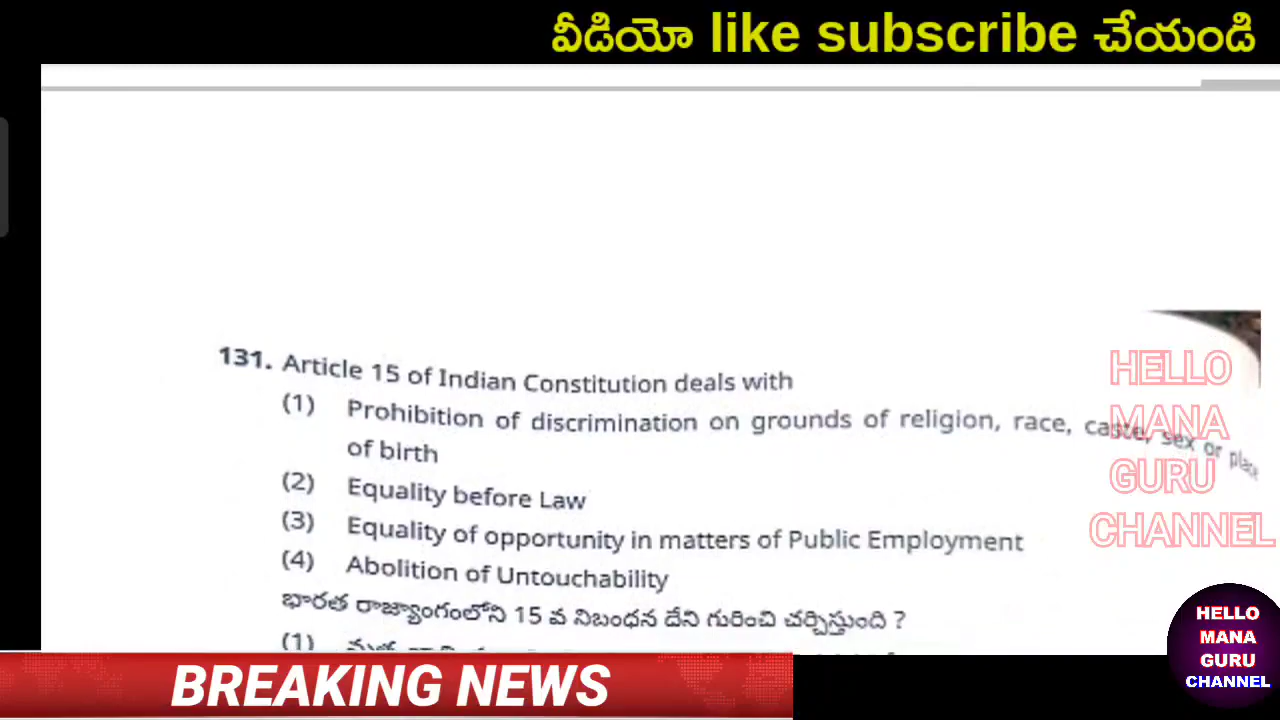 వీడియో like subscribe చేయండి
131. Article 15 of Indian Constitution deals with
(1) Prohibition of discrimination on grounds of religion, race, caste, sex or place
of birth
(2) Equality before Law
(3) Equality of opportunity in matters of Public Employment
(4) Abolition of Untouchability
భారత రాజ్యాంగంలోని 15 వ నిబంధన దేని గురించి చర్చిస్తుంది ?
(1)
HELLO
MANA
GURU
CHANNEL
HELLO
MANA
GURU
CHANNEL
BREAKING NEWS